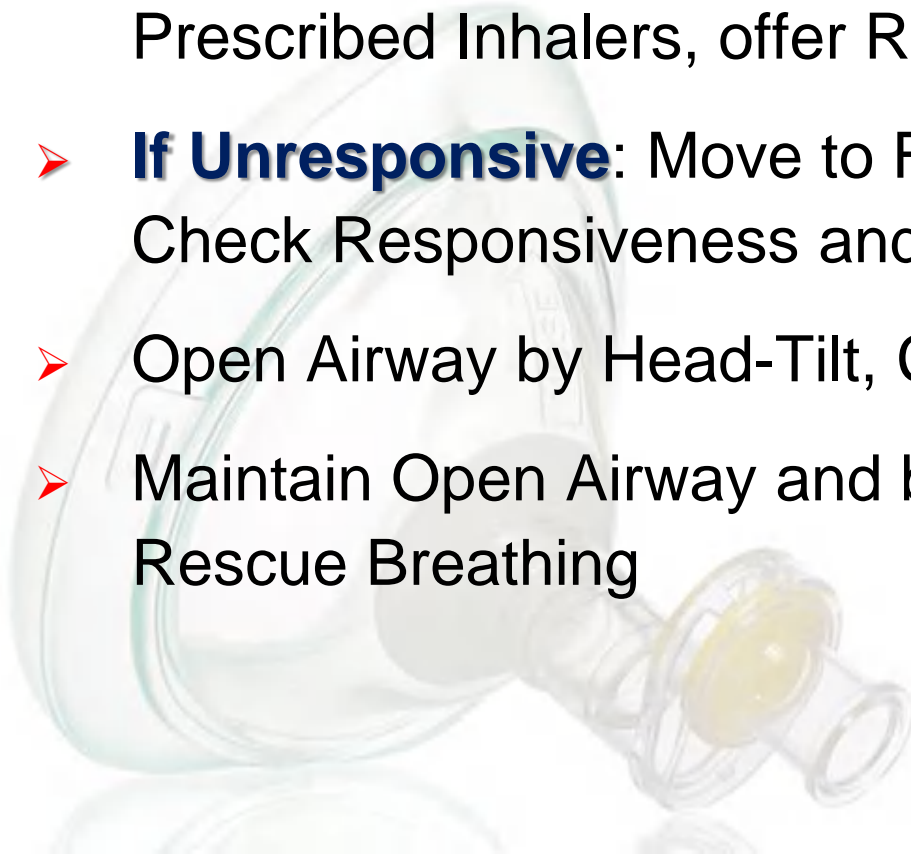 Prescribed Inhalers, offer R
If Unresponsive: Move to
Check Responsiveness and
Open Airway by Head-Tilt,
Maintain Open Airway and
Rescue Breathing